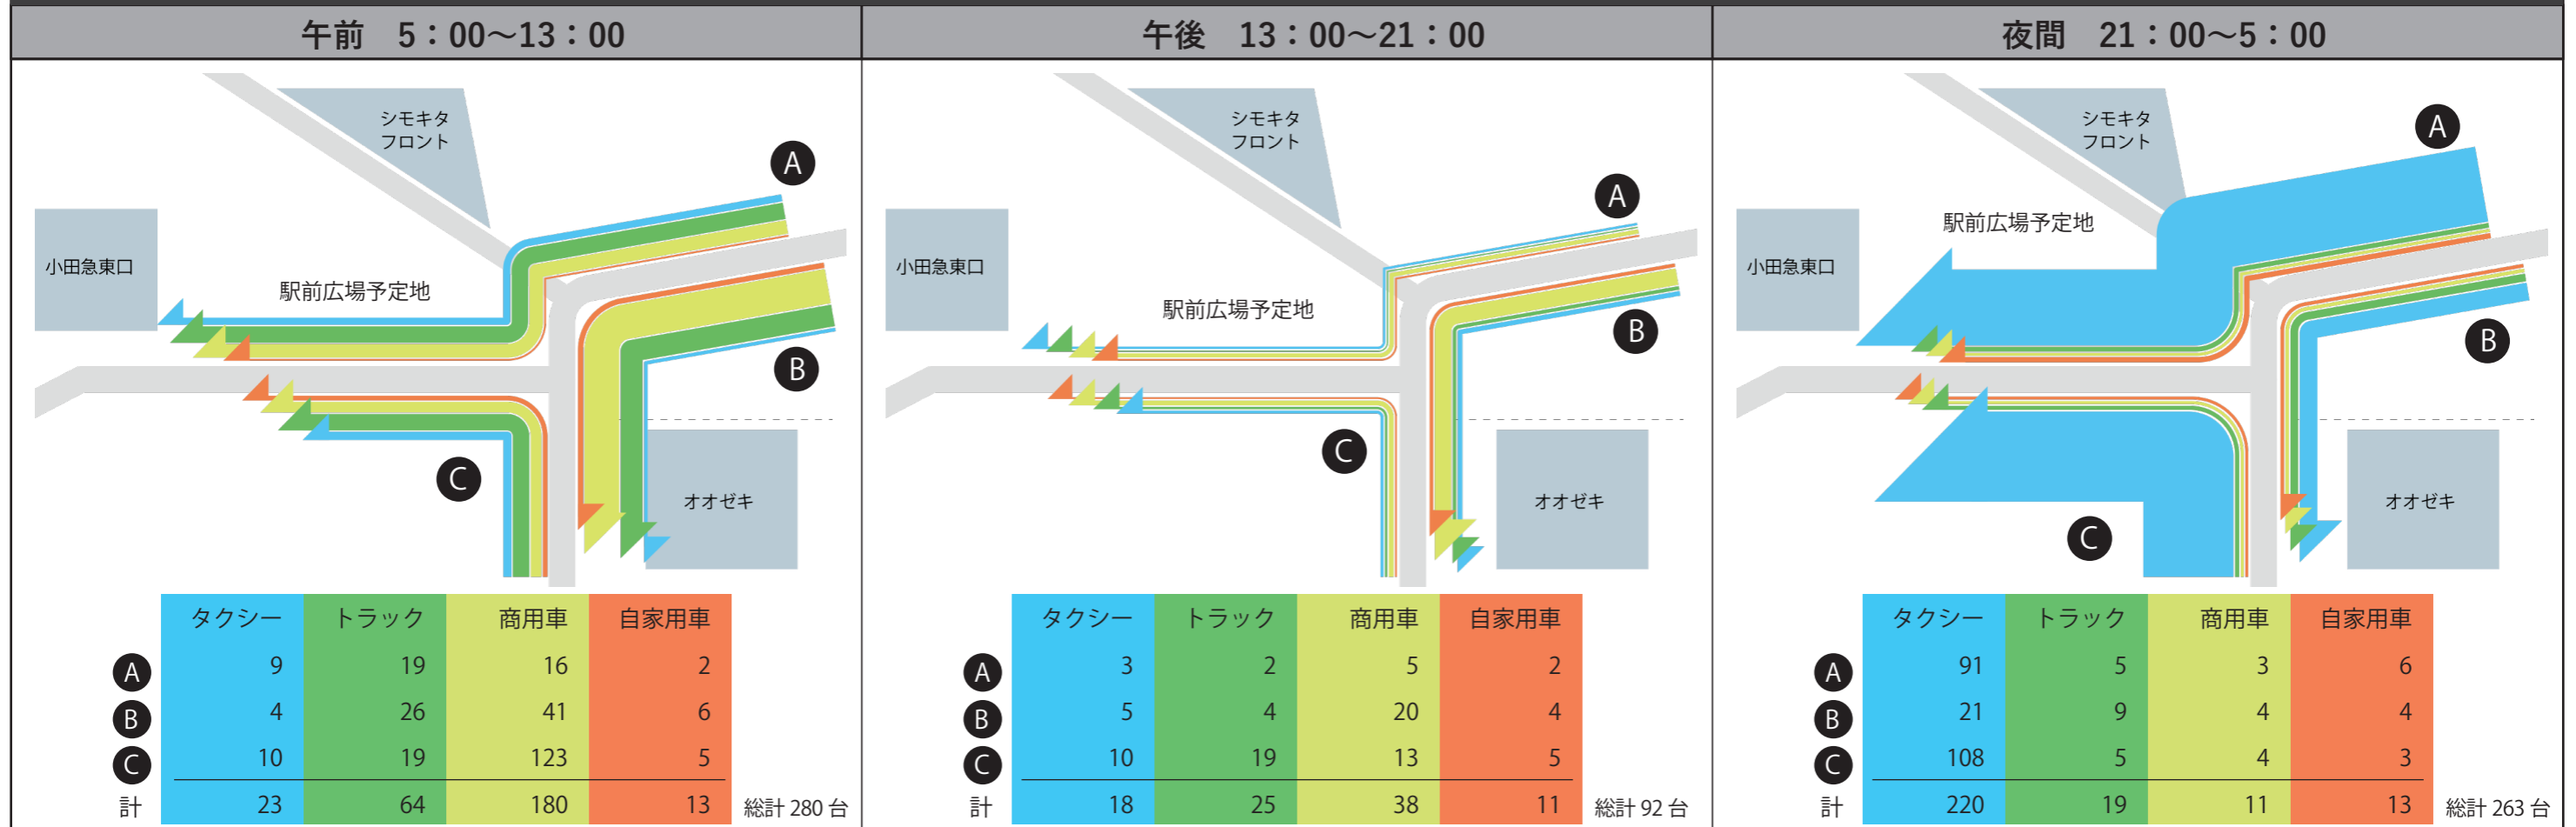 午前　5：00～13：00
シモキタ
フロント
A
小田急東口
駅前広場予定地
B
C
オオゼキ
タクシー トラック 商用車 自家用車
A 9 19 16 2
B 4 26 41 6
C 10 19 123 5
計 23 64 180 13 総計 280 台
午後　13：00～21：00
シモキタ
フロント
A
小田急東口
駅前広場予定地
B
C
オオゼキ
タクシー トラック 商用車 自家用車
A 3 2 5 2
B 5 4 20 4
C 10 19 13 5
計 18 25 38 11 総計 92 台
夜間　21：00～5：00
シモキタ
フロント
A
駅前広場予定地
小田急東口
B
オオゼキ
C
タクシー トラック 商用車 自家用車
A 91 5 3 6
B 21 9 4 4
C 108 5 4 3
計 220 19 11 13 総計 263 台